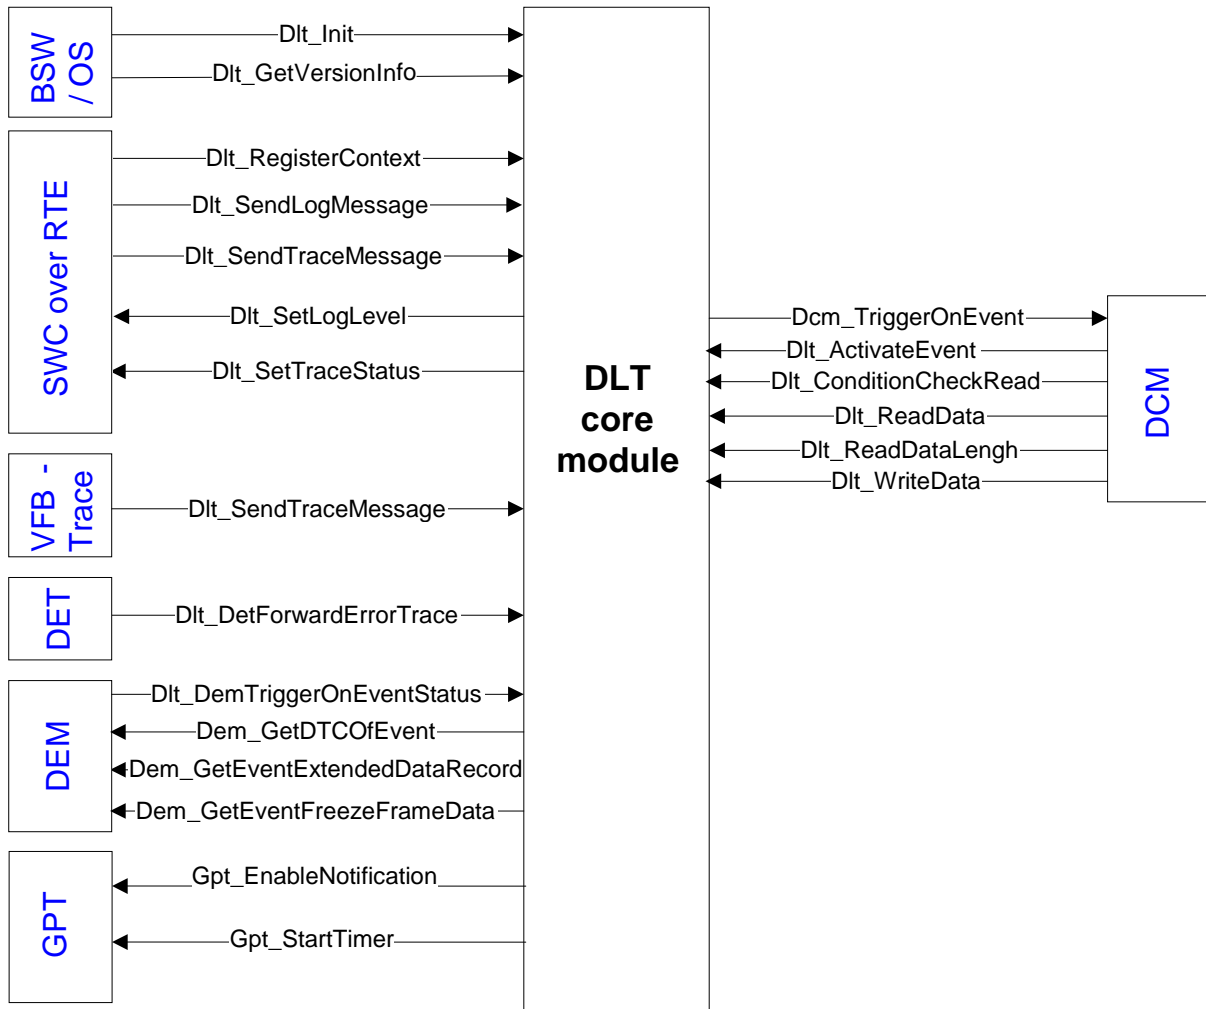 BSW
/ OS
Dlt_Init
Dlt_GetVersionInfo
SWC over RTE
Dlt_RegisterContext
Dlt_SendLogMessage
Dlt_SendTraceMessage
Dlt_SetLogLevel
Dlt_SetTraceStatus
VFB -
Trace
Dlt_SendTraceMessage
DET
Dlt_DetForwardErrorTrace
DEM
Dlt_DemTriggerOnEventStatus
Dem_GetDTCOfEvent
Dem_GetEventExtendedDataRecord
Dem_GetEventFreezeFrameData
GPT
Gpt_EnableNotification
Gpt_StartTimer
DLT
core
module
Dcm_TriggerOnEvent
Dlt_ActivateEvent
Dlt_ConditionCheckRead
Dlt_ReadData
Dlt_ReadDataLengh
Dlt_WriteData
DCM